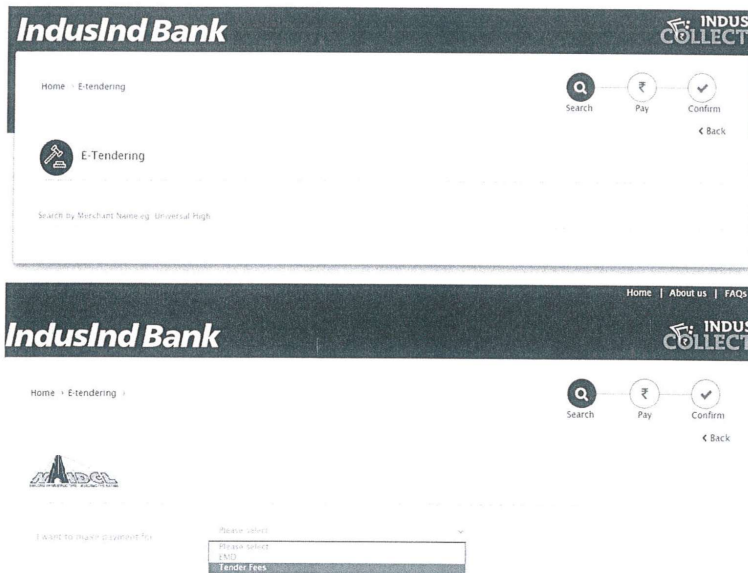 IndusInd Bank
INDUS
COLLECT
Home › E-tendering
Search
Pay
Confirm
< Back
E-Tendering
Search by Merchant Name eg. Universal High
Home | About us | FAQs
IndusInd Bank
INDUS
COLLECT
Home › E-tendering ›
Search
Pay
Confirm
< Back
I want to make payment for
Please select
Please select
EMD
Tender Fees